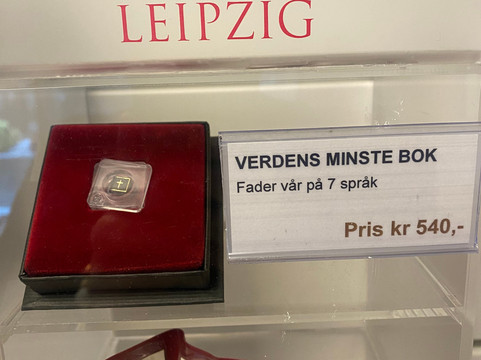 LEIPZIG
VERDENS MINSTE BOK
Fader vår på 7 språk
Pris kr 540,-